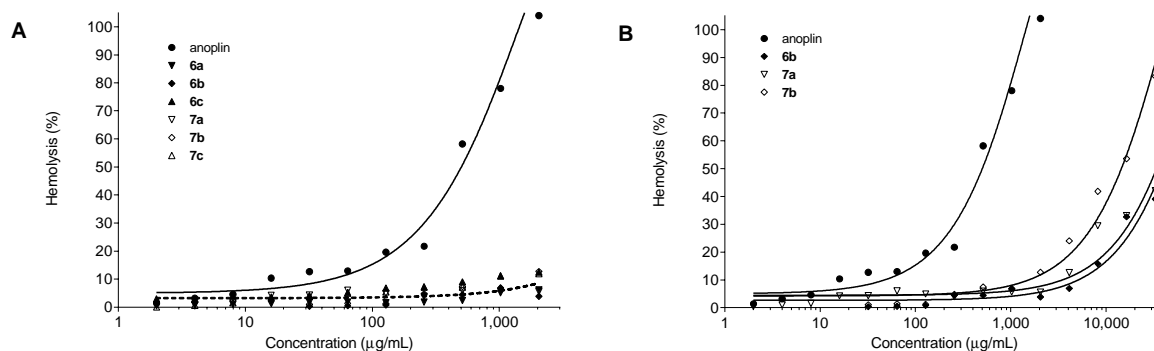 A
100
90
80
70
60
50
40
30
20
10
0
Hemolysis (%)
anoplin
6a
6b
6c
7a
7b
7c
1
10
100
1,000
Concentration (µg/mL)
B
100
90
80
70
60
50
40
30
20
10
0
Hemolysis (%)
anoplin
6b
7a
7b
1
10
100
1,000
10,000
Concentration (µg/mL)